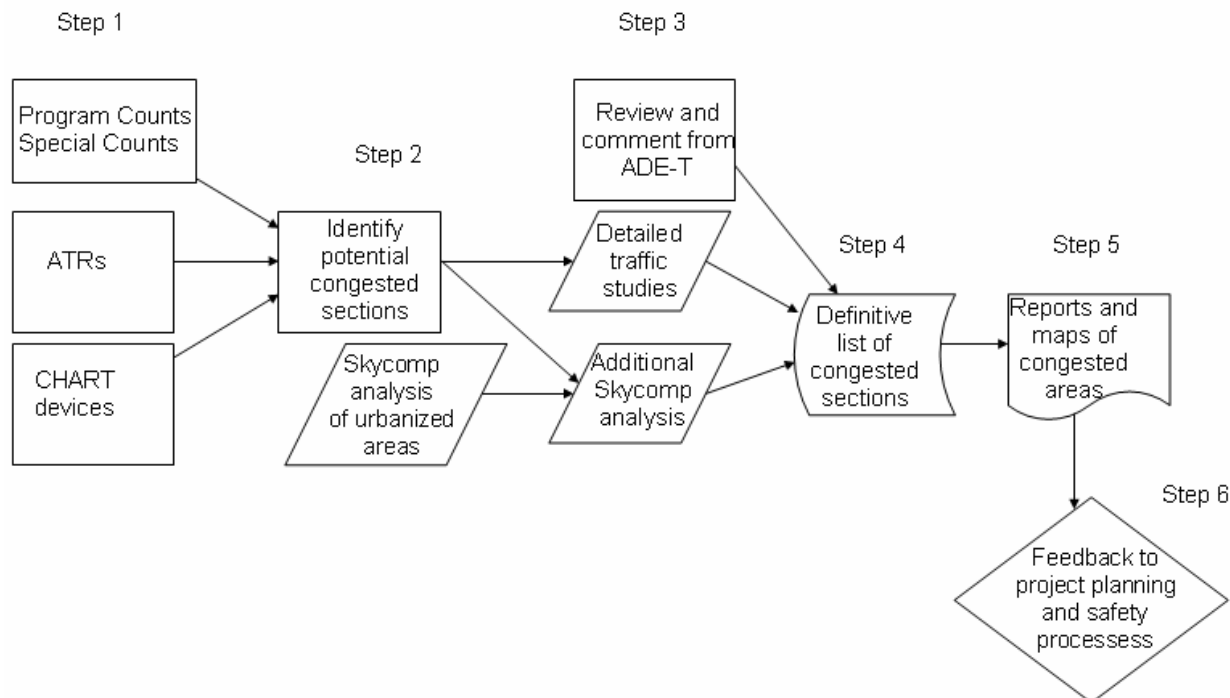 Step 1
Program Counts
Special Counts
ATRs
CHART
devices
Step 2
Identify
potential
congested
sections
Skycomp
analysis
of urbanized
areas
Step 3
Review and
comment from
ADE-T
Detailed
traffic
studies
Additional
Skycomp
analysis
Step 4
Definitive
list of
congested
sections
Step 5
Reports and
maps of
congested
areas
Step 6
Feedback to
project planning
and safety
processess